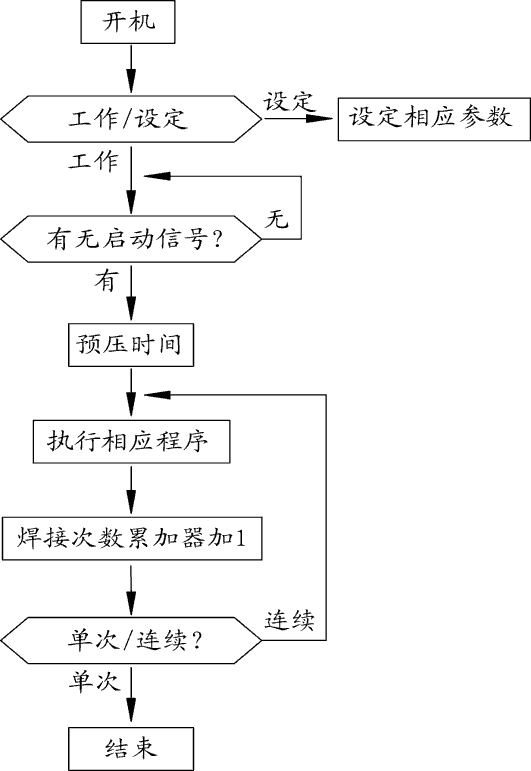 开机
工作/设定
设定
设定相应参数
工作
有无启动信号?
无
有
预压时间
执行相应程序
焊接次数累加器加1
单次/连续?
连续
单次
结束